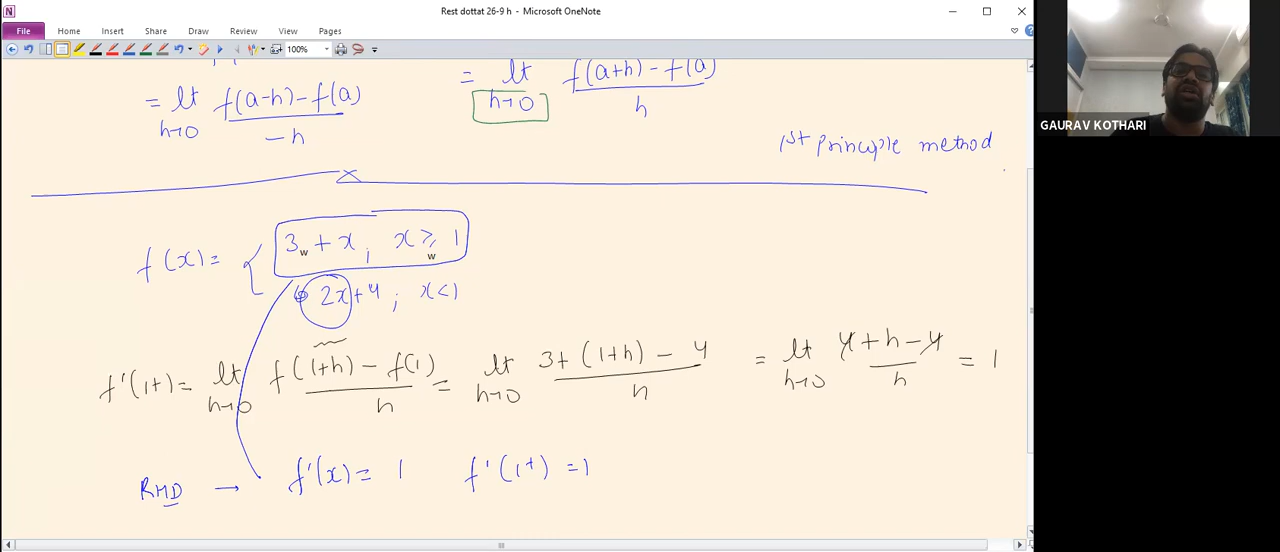 Rest dottat 26-9 h - Microsoft OneNote
File Home Insert Share Draw Review View Pages
100%
= lt h→0 f(a-h) - f(a) / -h
= lt h→0 f(a+h) - f(a) / h
GAURAV KOTHARI
1st principle method
x
f(x) = { 3 + x ; x ≥ 1
w w
2x + 4 ; x < 1
f'(1+) = lt h→0 f(1+h) - f(1) / h = lt h→0 3 + (1+h) - 4 / h = lt h→0 4 + h - 4 / h = 1
RHD → f'(x) = 1 f'(1+) = 1